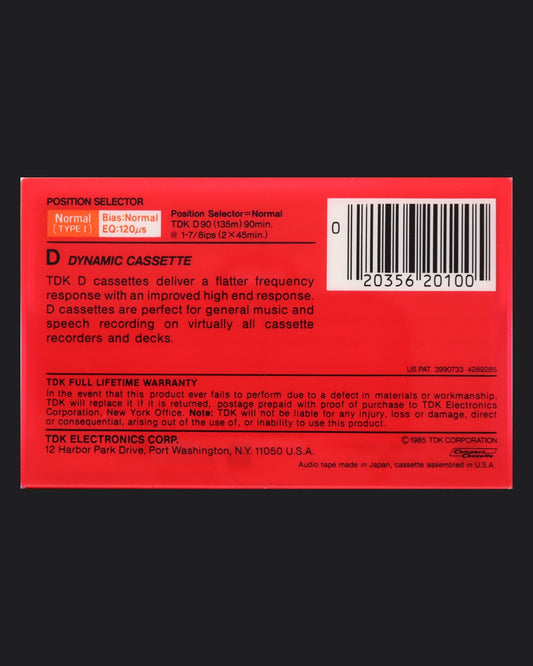 POSITION SELECTOR
Normal
(TYPE I)
Bias:Normal
EQ:120μs
Position Selector=Normal
TDK D90 (135m) 90min.
@ 1-7/8ips (2×45min.)
0
20356 20100
D DYNAMIC CASSETTE
TDK D cassettes deliver a flatter frequency
response with an improved high end response.
D cassettes are perfect for general music and
speech recording on virtually all cassette
recorders and decks.
US.PAT. 3990733 4289285
TDK FULL LIFETIME WARRANTY
In the event that this product ever fails to perform due to a defect in materials or workmanship,
TDK will replace it if it is returned, postage prepaid with proof of purchase to TDK Electronics
Corporation, New York Office. Note: TDK will not be liable for any injury, loss or damage, direct
or consequential, arising out of the use of, or inability to use this product.
TDK ELECTRONICS CORP.
©1985 TDK CORPORATION
12 Harbor Park Drive, Port Washington, N.Y. 11050 U.S.A.
Compact
Cassette
Audio tape made in Japan, cassette assembled in U.S.A.